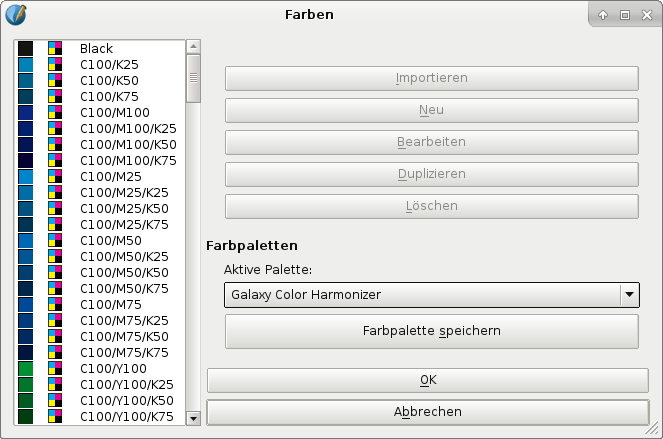 Farben
Black
C100/K25
C100/K50
C100/K75
C100/M100
C100/M100/K25
C100/M100/K50
C100/M100/K75
C100/M25
C100/M25/K25
C100/M25/K50
C100/M25/K75
C100/M50
C100/M50/K25
C100/M50/K50
C100/M50/K75
C100/M75
C100/M75/K25
C100/M75/K50
C100/M75/K75
C100/Y100
C100/Y100/K25
C100/Y100/K50
C100/Y100/K75
Importieren
Neu
Bearbeiten
Duplizieren
Löschen
Farbpaletten
Aktive Palette:
Galaxy Color Harmonizer
Farbpalette speichern
OK
Abbrechen